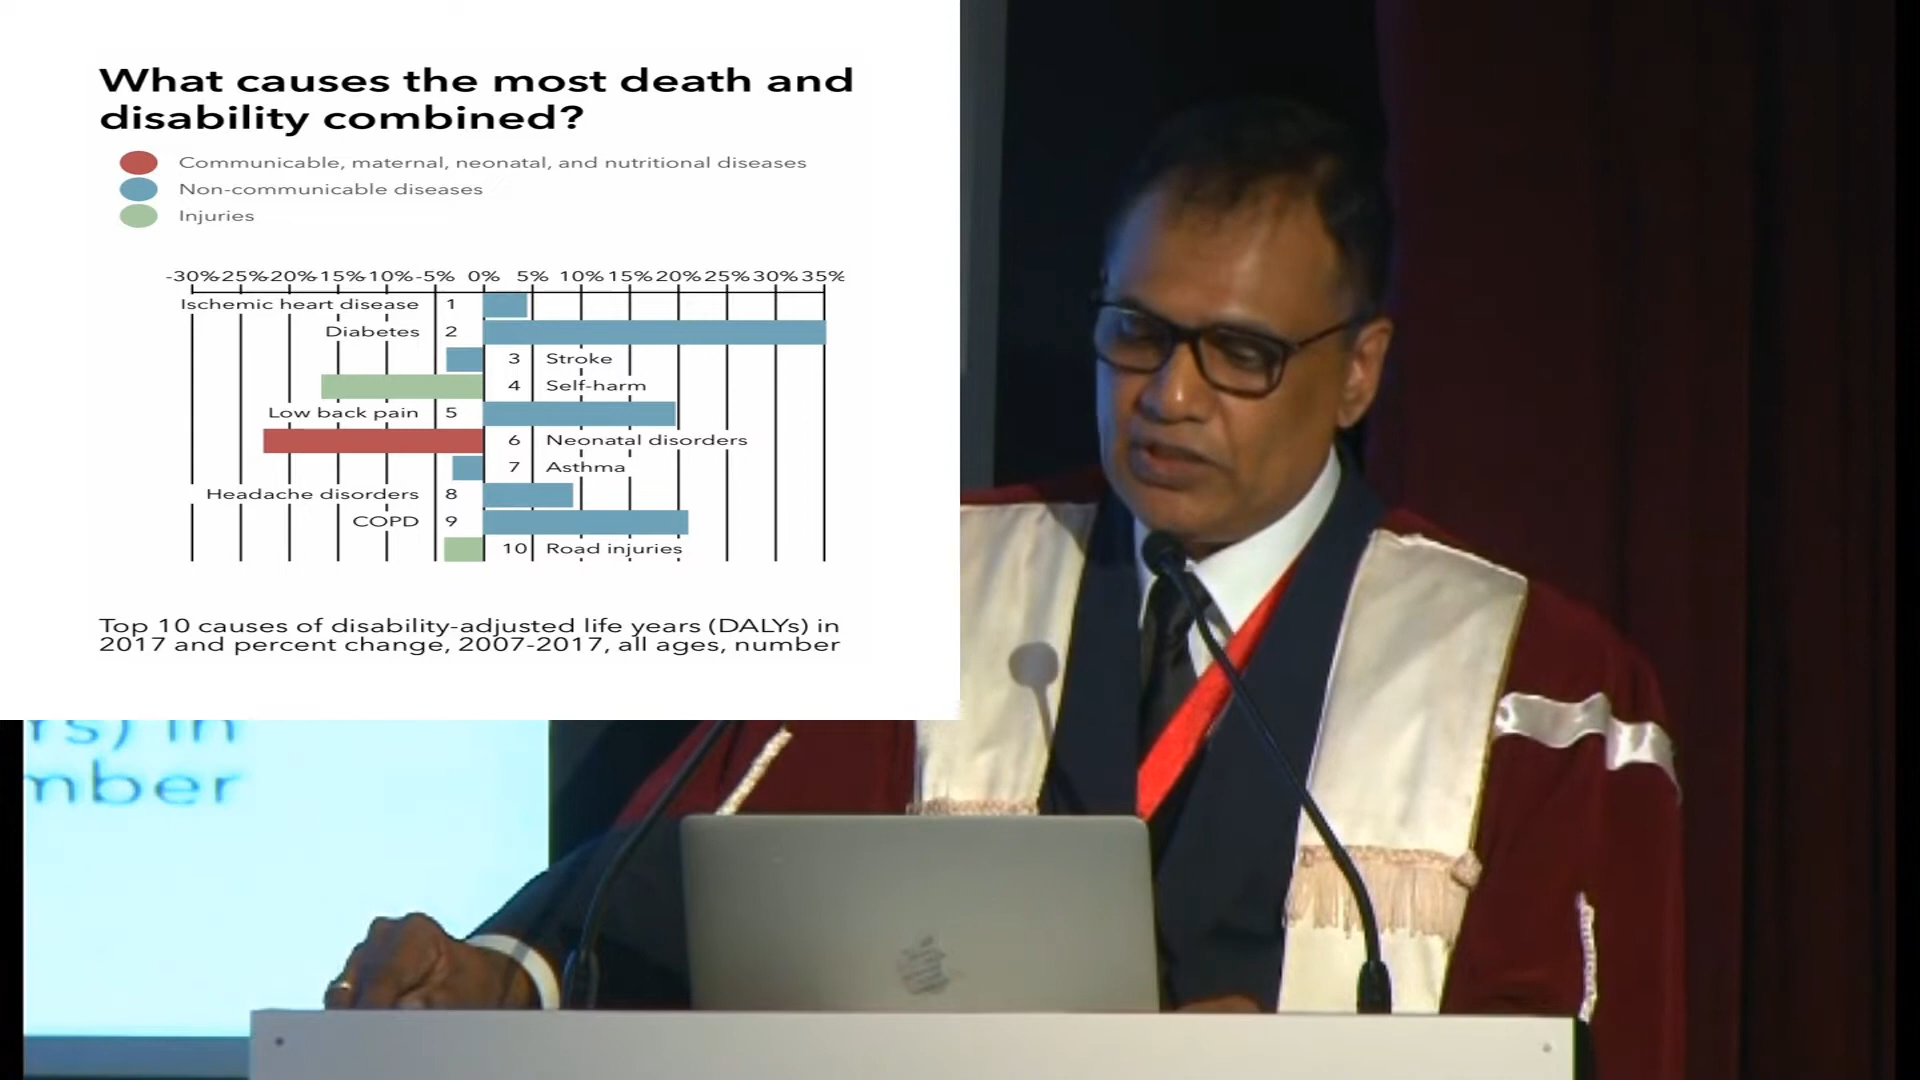 What causes the most death and
disability combined?
Communicable, maternal, neonatal, and nutritional diseases
Non-communicable diseases
Injuries
-30%-25%-20%-15%-10%-5% 0% 5% 10% 15% 20% 25% 30% 35%
Ischemic heart disease 1
Diabetes 2
3 Stroke
4 Self-harm
Low back pain 5
6 Neonatal disorders
7 Asthma
Headache disorders 8
COPD 9
10 Road injuries
Top 10 causes of disability-adjusted life years (DALYs) in
2017 and percent change, 2007-2017, all ages, number
rs) in
mber